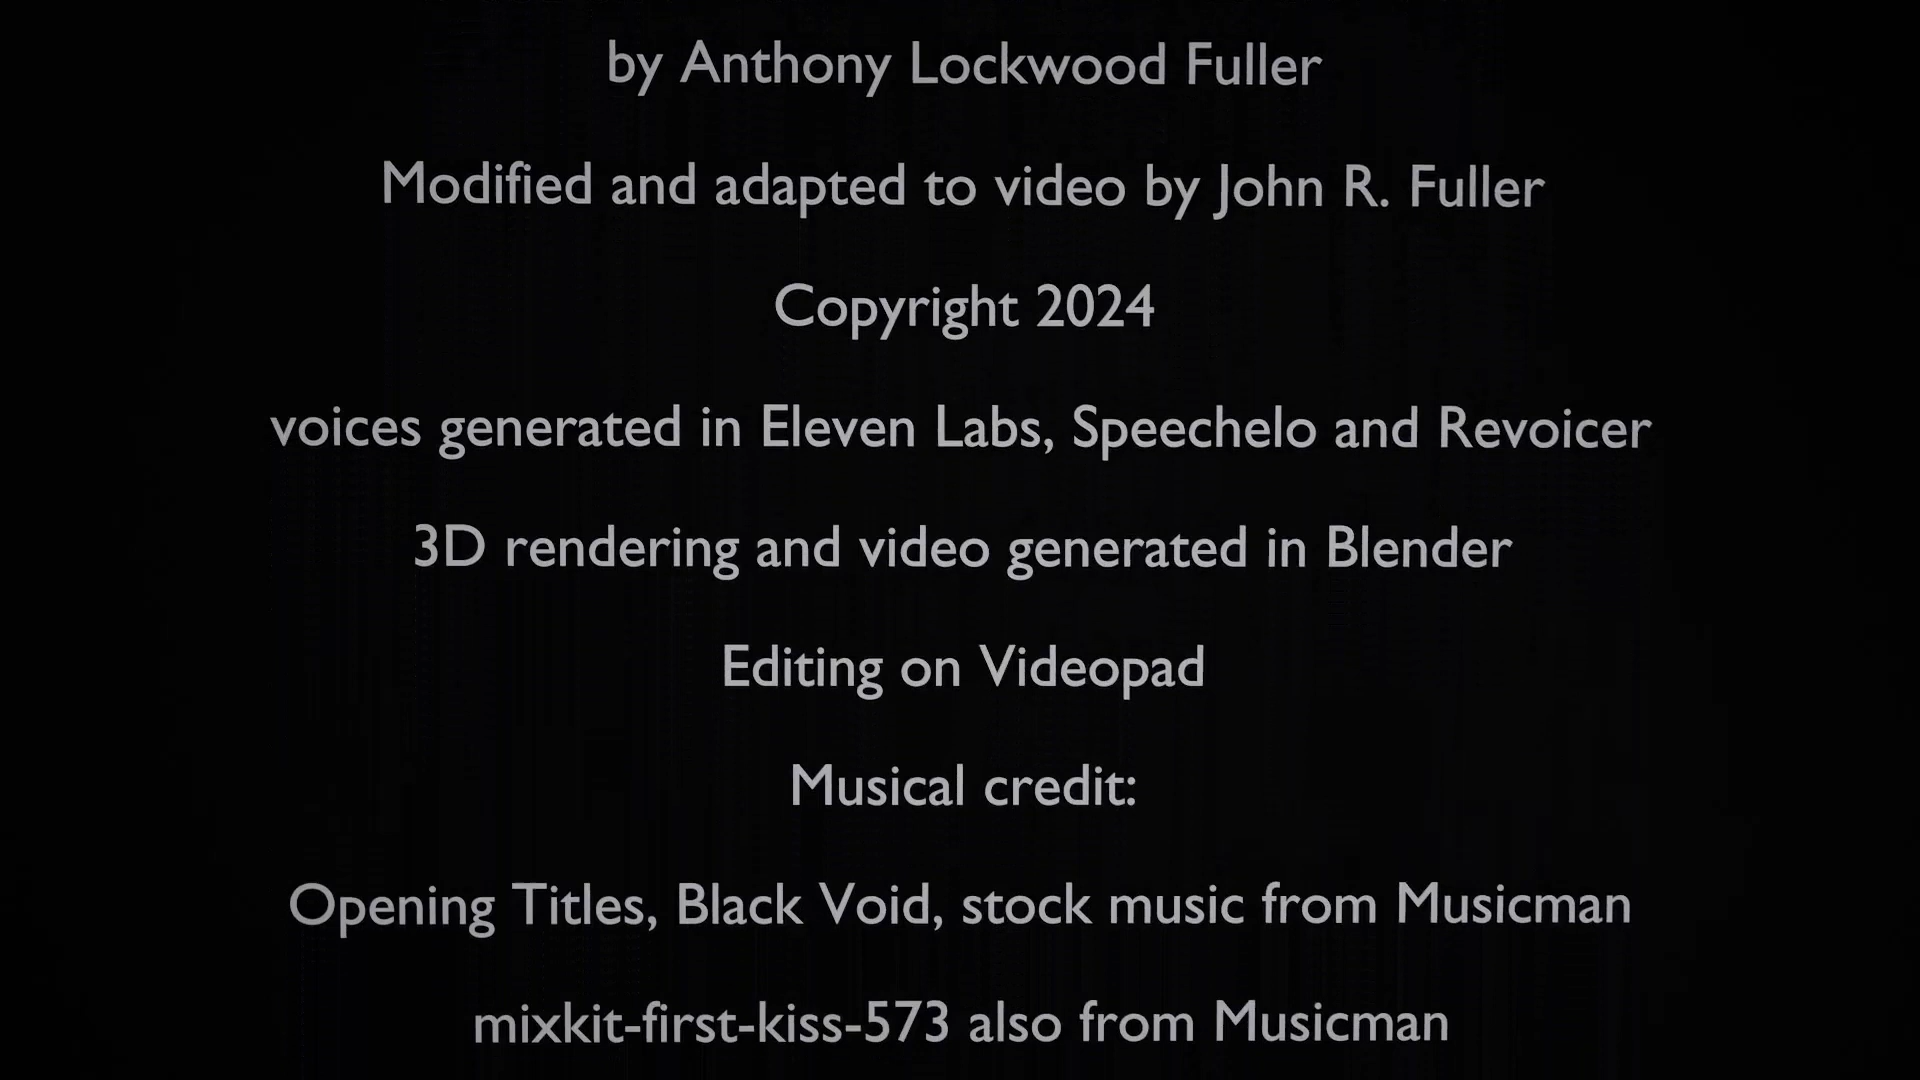 by Anthony Lockwood Fuller
Modified and adapted to video by John R. Fuller
Copyright 2024
voices generated in Eleven Labs, Speechelo and Revoicer
3D rendering and video generated in Blender
Editing on Videopad
Musical credit:
Opening Titles, Black Void, stock music from Musicman
mixkit-first-kiss-573 also from Musicman